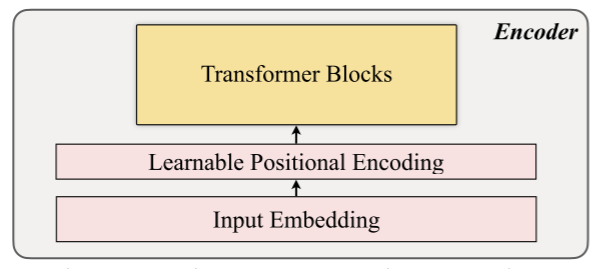 Encoder
Transformer Blocks
Learnable Positional Encoding
Input Embedding